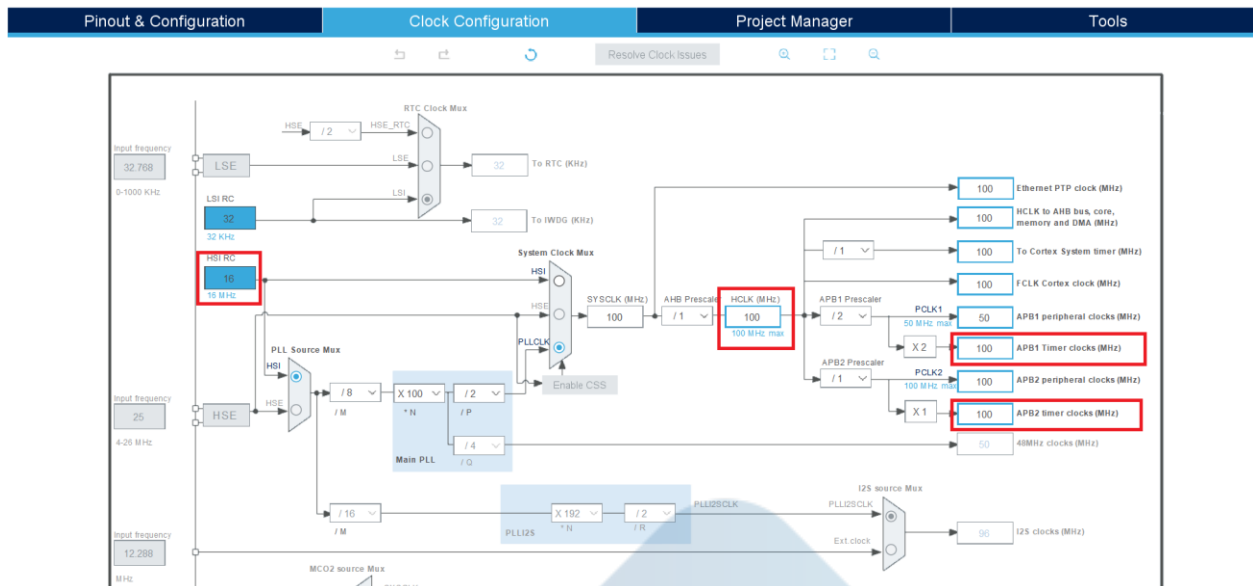 Pinout & Configuration
Clock Configuration
Project Manager
Tools
Resolve Clock Issues
RTC Clock Mux
HSE
/ 2
HSE_RTC
Input frequency
32.768
0-1000 KHz
LSE
LSE
32
To RTC (KHz)
LSI RC
32
32 KHz
LSI
32
To IWDG (KHz)
HSI RC
16
16 MHz
System Clock Mux
HSI
HSE
PLLCLK
SYSCLK (MHz)
100
AHB Prescaler
/ 1
HCLK (MHz)
100
100 MHz max
100
Ethernet PTP clock (MHz)
100
HCLK to AHB bus, core,
memory and DMA (MHz)
/ 1
100
To Cortex System timer (MHz)
100
FCLK Cortex clock (MHz)
APB1 Prescaler
/ 2
PCLK1
50 MHz max
50
APB1 peripheral clocks (MHz)
X 2
100
APB1 Timer clocks (MHz)
APB2 Prescaler
/ 1
PCLK2
100 MHz max
100
APB2 peripheral clocks (MHz)
X 1
100
APB2 timer clocks (MHz)
50
48MHz clocks (MHz)
PLL Source Mux
HSI
HSE
Input frequency
25
4-26 MHz
HSE
/ 8
/ M
X 100
* N
/ 2
/ P
/ 4
/ Q
Main PLL
Enable CSS
/ 16
/ M
PLLI2S
X 192
* N
/ 2
/ R
PLLI2SCLK
I2S source Mux
PLLI2SCLK
Ext.clock
96
I2S clocks (MHz)
Input frequency
12.288
MHz
MCO2 source Mux